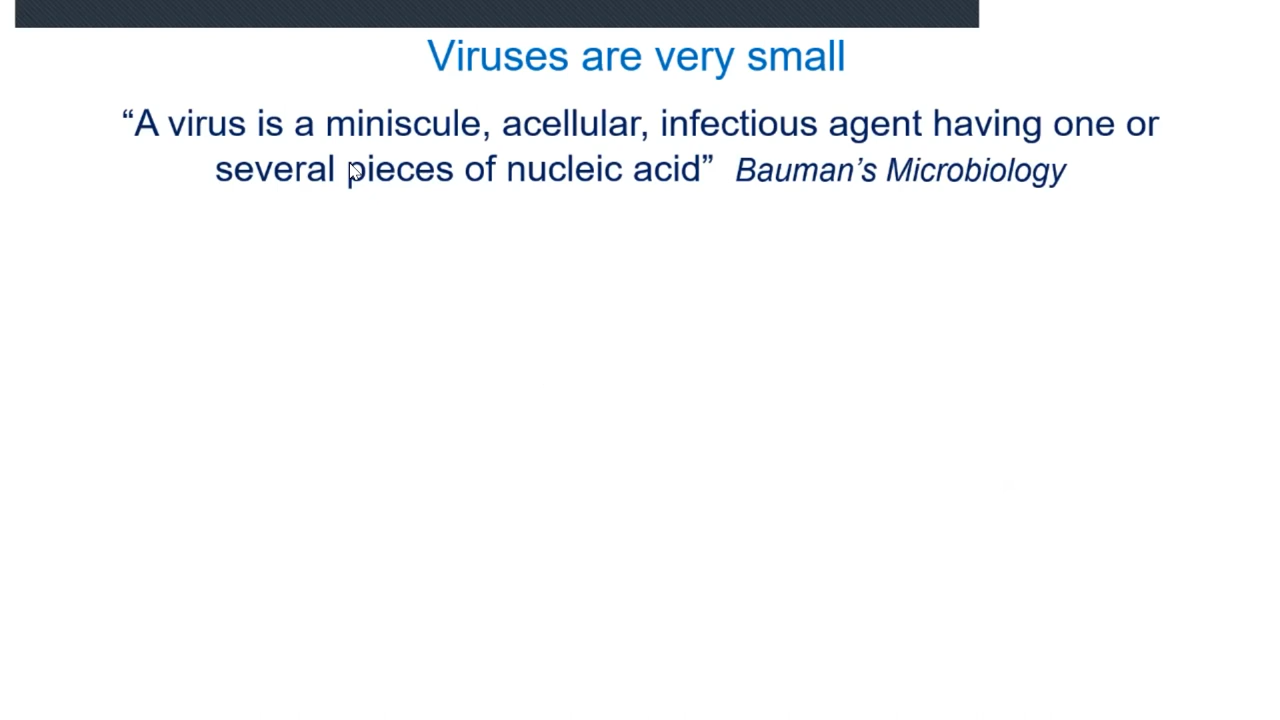 Viruses are very small
“A virus is a miniscule, acellular, infectious agent having one or
several pieces of nucleic acid” Bauman’s Microbiology